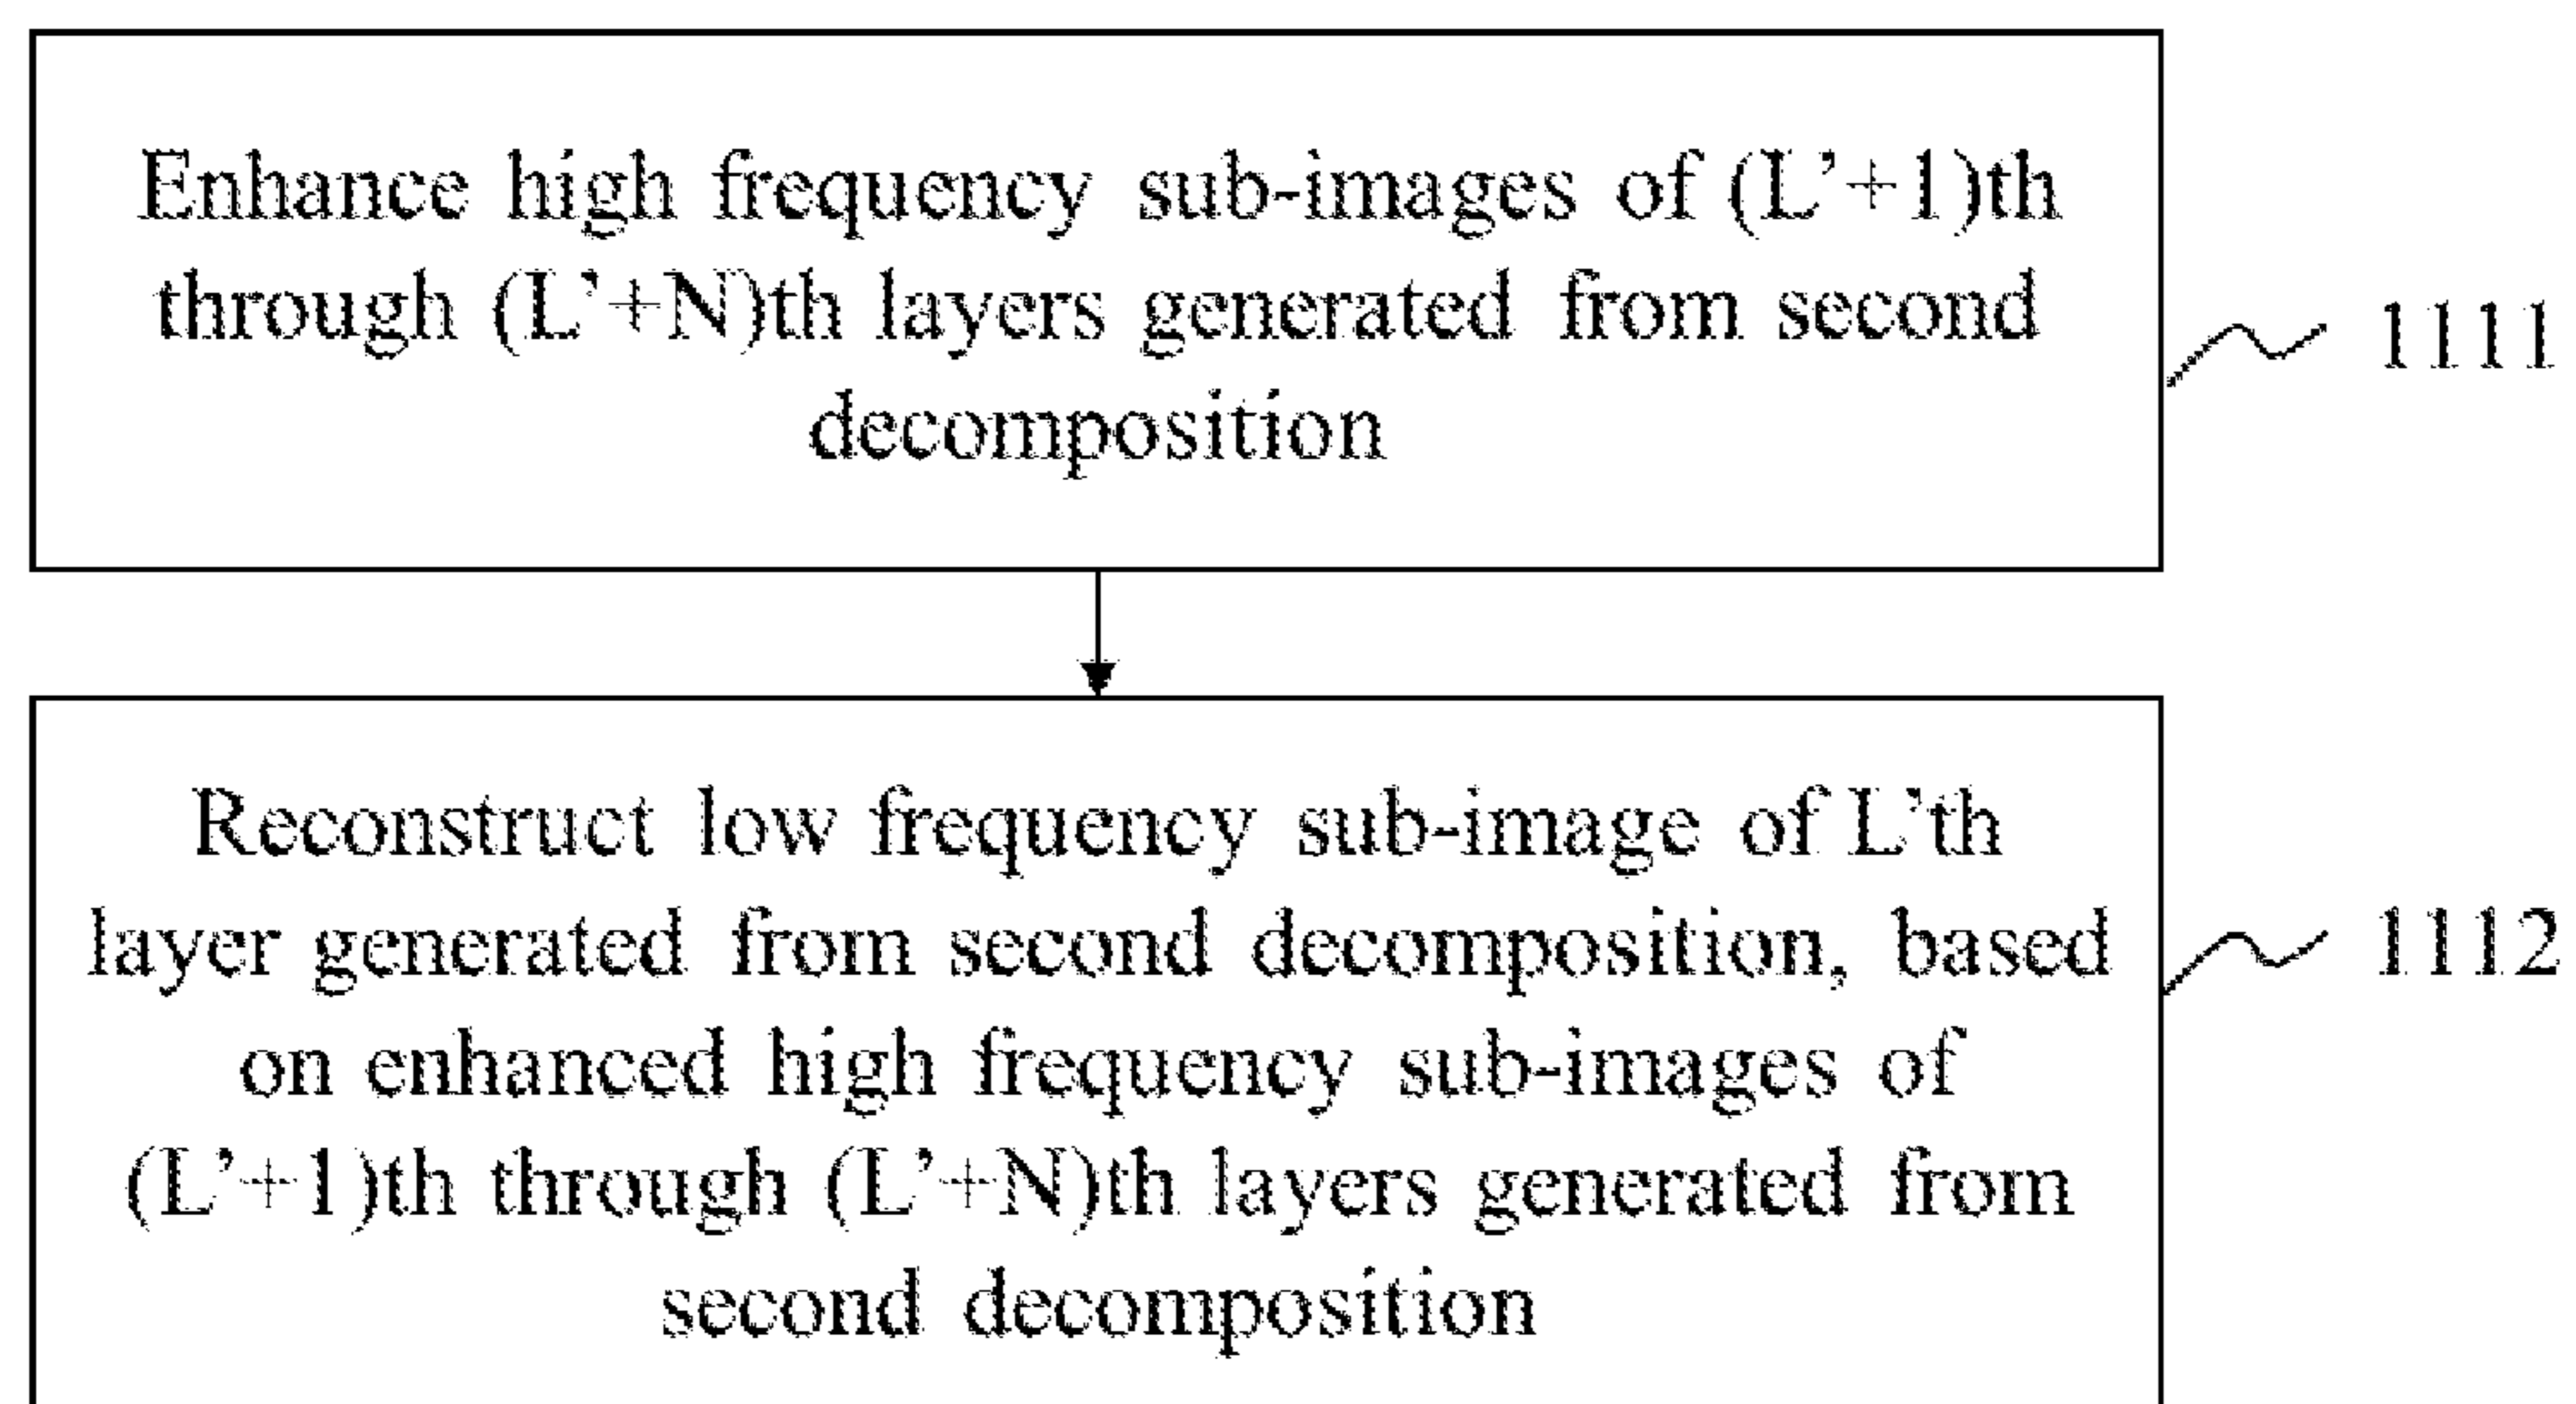 Enhance high frequency sub-images of (L’+1)th
through (L’+N)th layers generated from second
decomposition
1111
Reconstruct low frequency sub-image of L’th
layer generated from second decomposition, based
on enhanced high frequency sub-images of
(L’+1)th through (L’+N)th layers generated from
second decomposition
1112